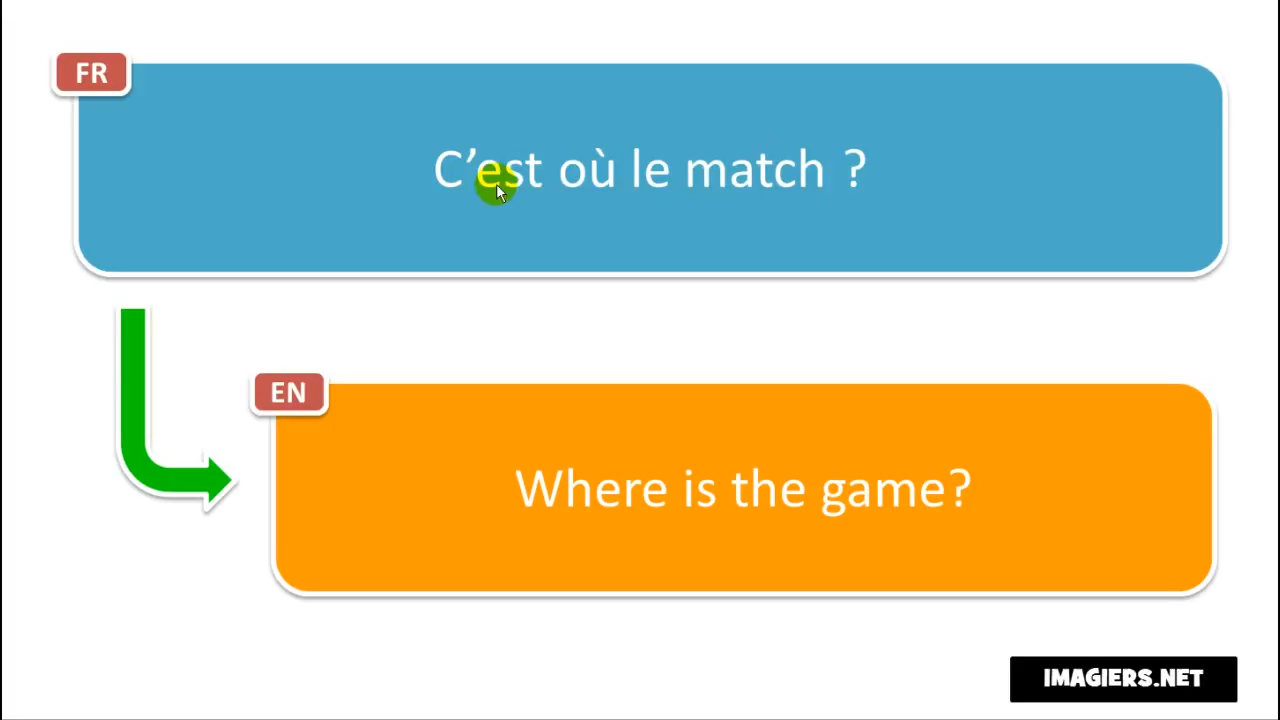 FR
C’est où le match ?
EN
Where is the game?
IMAGIERS.NET